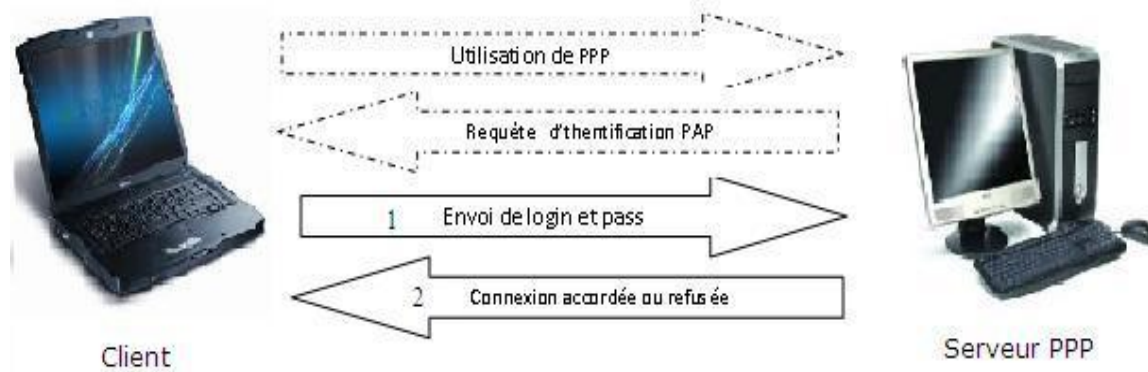 Utilisation de PPP
Requête d'thentification PAP
1 Envoi de login et pass
2 Connexion accordée ou refusée
Client
Serveur PPP